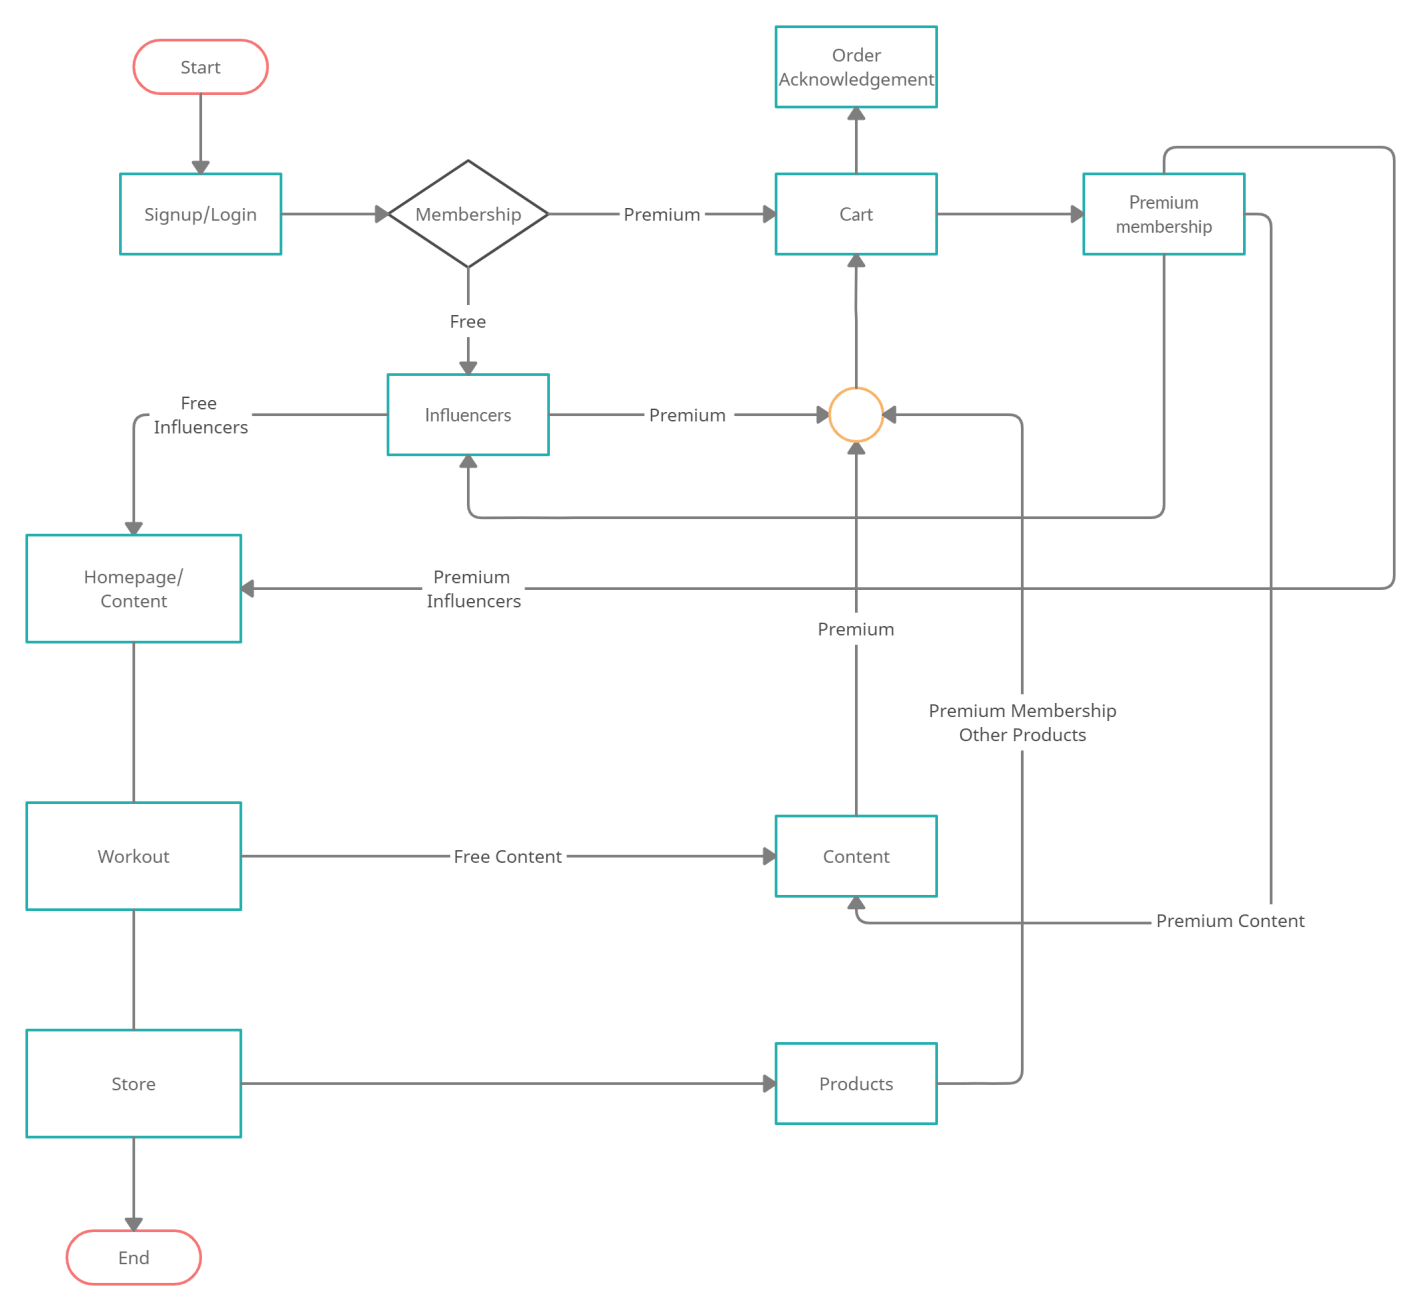 Start
Order
Acknowledgement
Signup/Login
Membership
Premium
Cart
Premium
membership
Free
Free
Influencers
Influencers
Premium
Homepage/
Content
Premium
Influencers
Premium
Premium Membership
Other Products
Workout
Free Content
Content
Premium Content
Store
Products
End